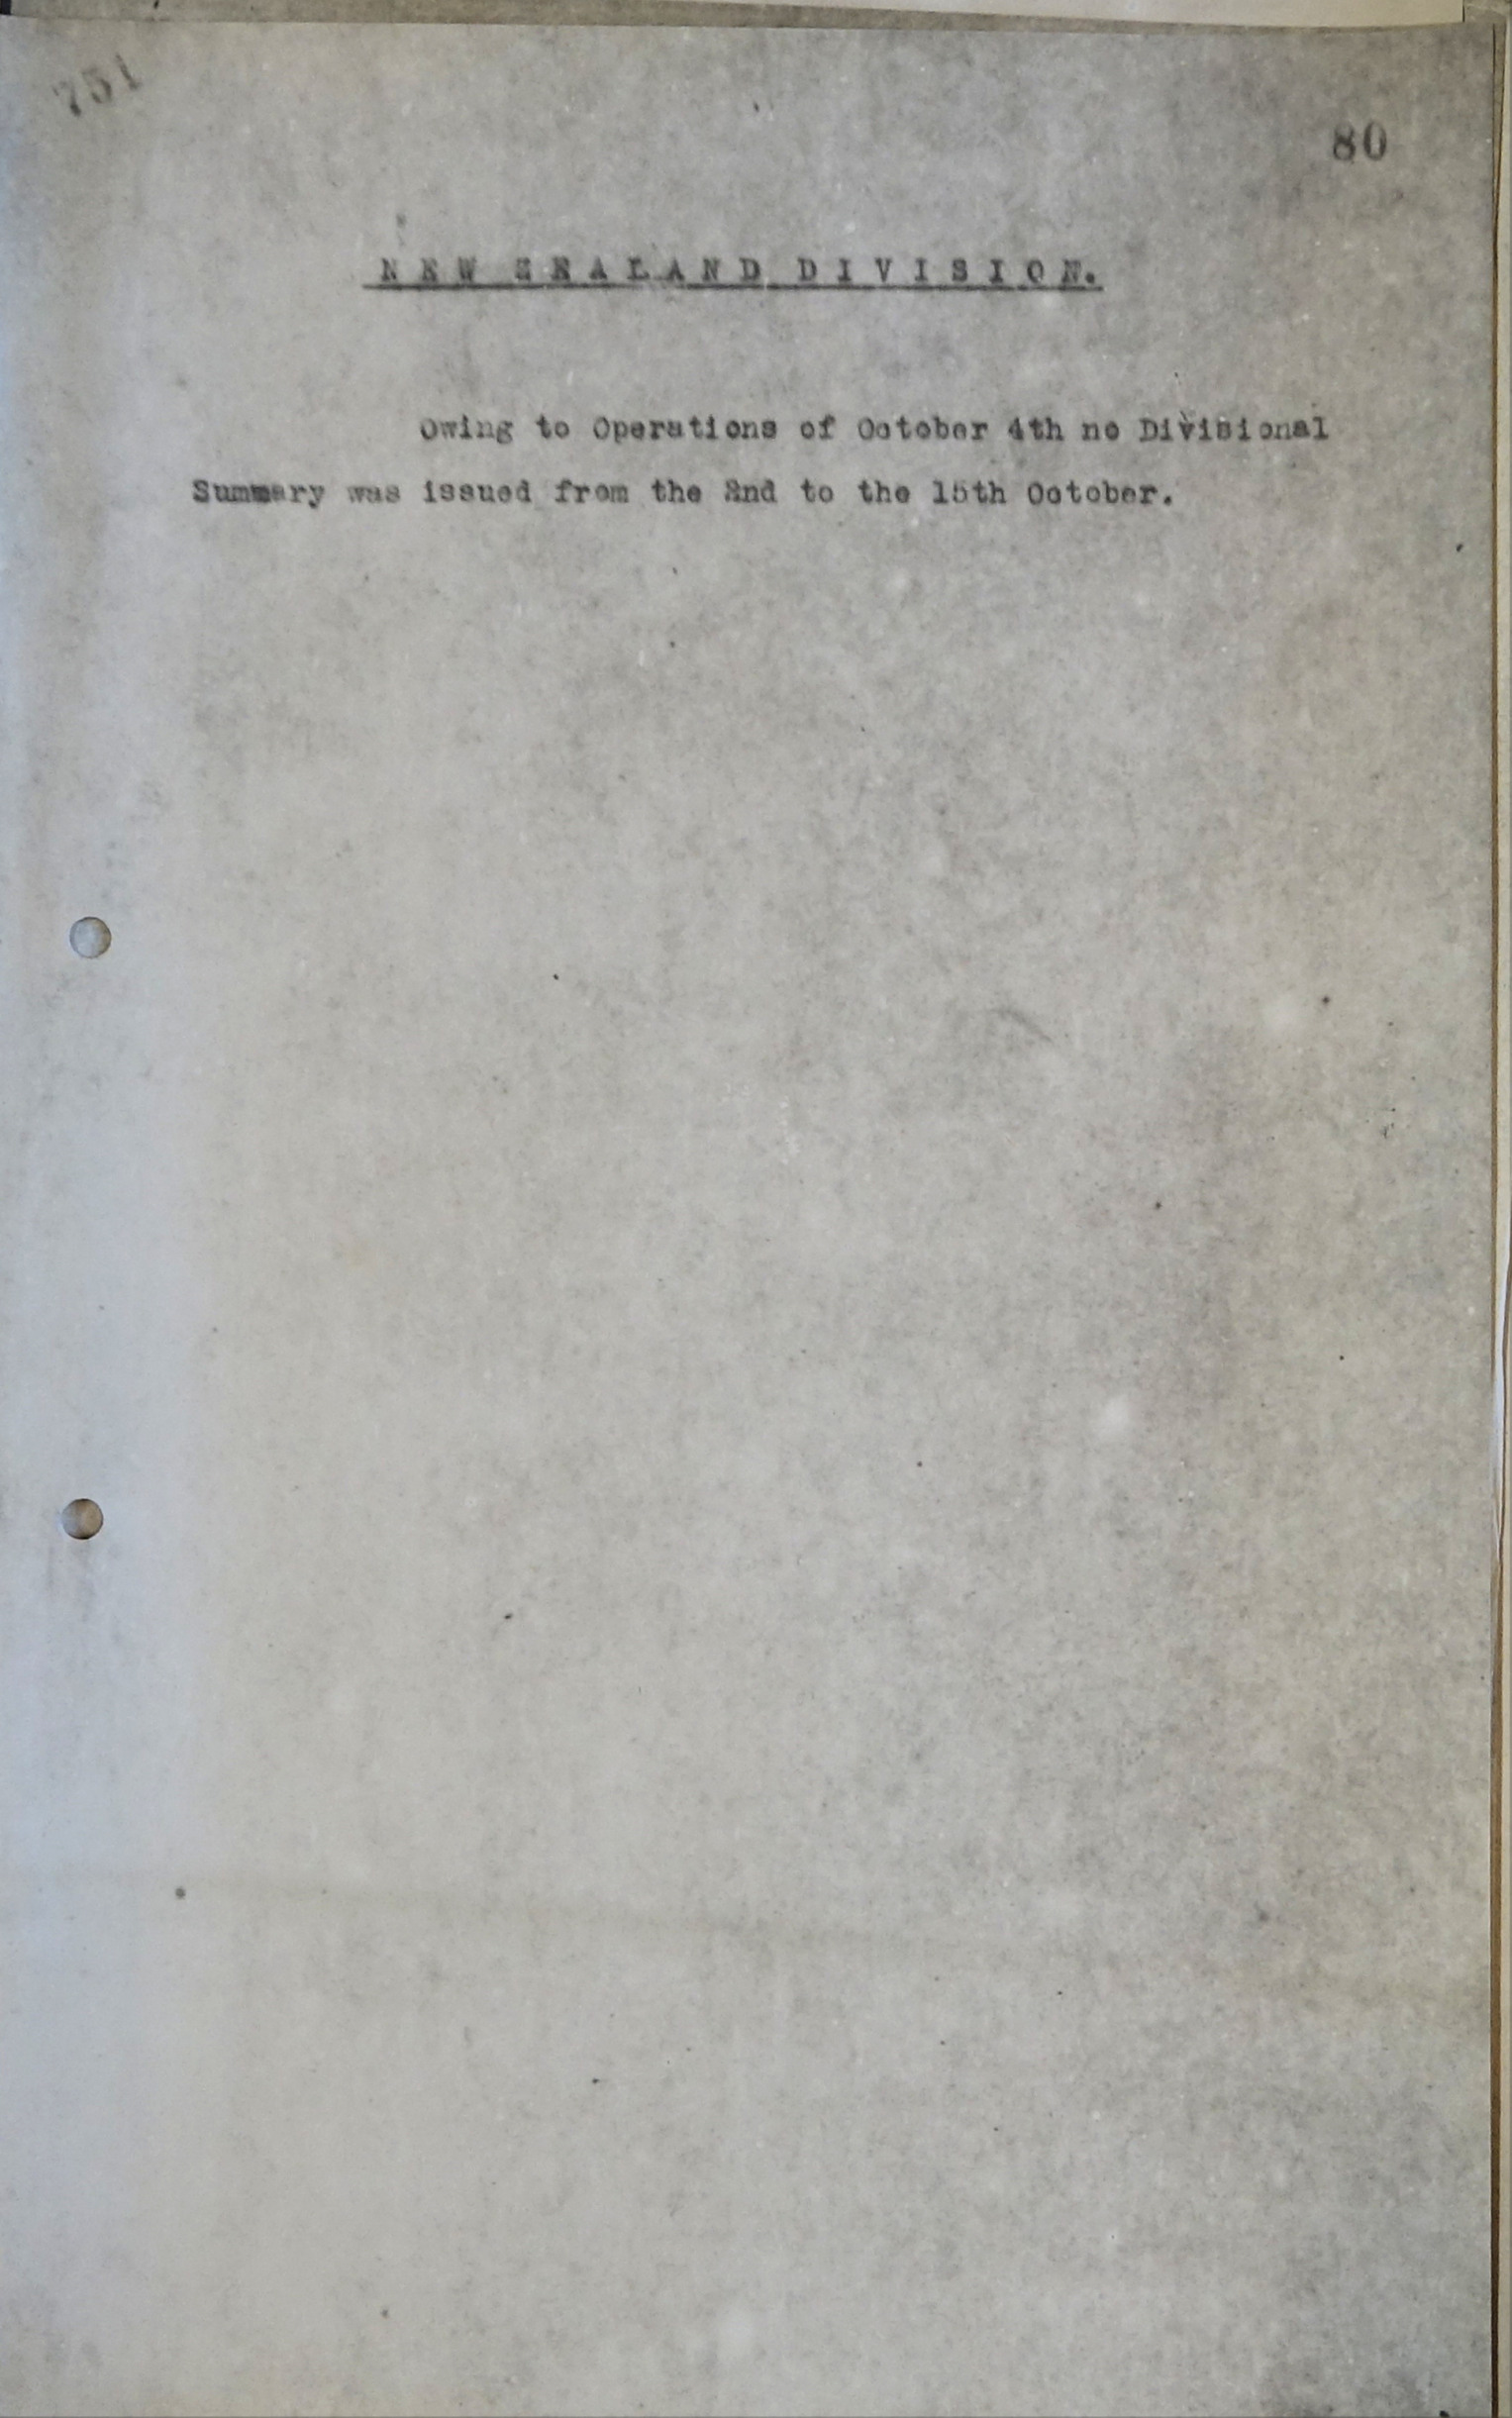 751
80
NEW ZEALAND DIVISION.
Owing to Operations of October 4th no Divisional
Summary was issued from the 2nd to the 15th October.